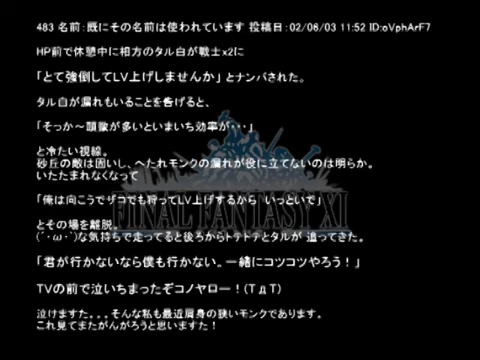 483 名前：既にその名前は使われています 投稿日：02/06/03 11:52 ID:oVphArF7
HP前で休憩中に相方のタル白が戦士x2に
「とて強倒してLV上げしませんか」とナンパされた。
タル白が漏れもいることを告げると、
「そっか～頭数が多いといまいち効率が・・・」
と冷たい視線。
砂丘の敵は固いし、へたれモンクの漏れが役に立てないのは明らか。
いたたまれなくなって
「俺は向こうでザコでも狩ってLV上げするから いっといで」
とその場を離脱。
(´･ω･`)な気持ちで走ってると後ろからトテトテとタルが 追ってきた。
「君が行かないなら僕も行かない。一緒にコツコツやろう！」
TVの前で泣いちまったぞコノヤロー！(TДT)
泣けますた。。。そんな私も最近肩身の狭いモンクであります。
これ見てまたがんがろうと思いますた！
FINAL FANTASY XI